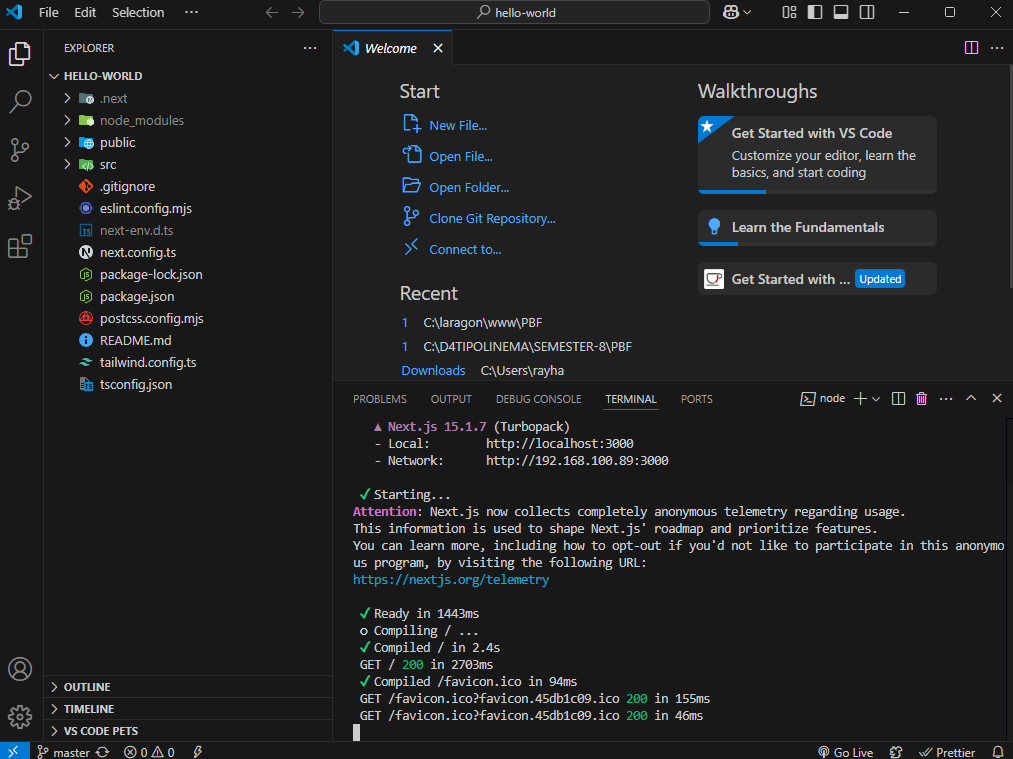 File Edit Selection ...
hello-world
EXPLORER
HELLO-WORLD
.next
node_modules
public
src
.gitignore
eslint.config.mjs
next-env.d.ts
next.config.ts
package-lock.json
package.json
postcss.config.mjs
README.md
tailwind.config.ts
tsconfig.json
OUTLINE
TIMELINE
VS CODE PETS
Welcome
Start
New File...
Open File...
Open Folder...
Clone Git Repository...
Connect to...
Recent
1 C:\laragon\www\PBF
1 C:\D4TIPOLINEMA\SEMESTER-8\PBF
Downloads C:\Users\rayha
Walkthroughs
Get Started with VS Code
Customize your editor, learn the
basics, and start coding
Learn the Fundamentals
Get Started with ... Updated
PROBLEMS OUTPUT DEBUG CONSOLE TERMINAL PORTS node
▲ Next.js 15.1.7 (Turbopack)
- Local: http://localhost:3000
- Network: http://192.168.100.89:3000
✓ Starting...
Attention: Next.js now collects completely anonymous telemetry regarding usage.
This information is used to shape Next.js' roadmap and prioritize features.
You can learn more, including how to opt-out if you'd not like to participate in this anonymo
us program, by visiting the following URL:
https://nextjs.org/telemetry
✓ Ready in 1443ms
○ Compiling / ...
✓ Compiled / in 2.4s
GET / 200 in 2703ms
✓ Compiled /favicon.ico in 94ms
GET /favicon.ico?favicon.45db1c09.ico 200 in 155ms
GET /favicon.ico?favicon.45db1c09.ico 200 in 46ms
master 0 0 Go Live Prettier